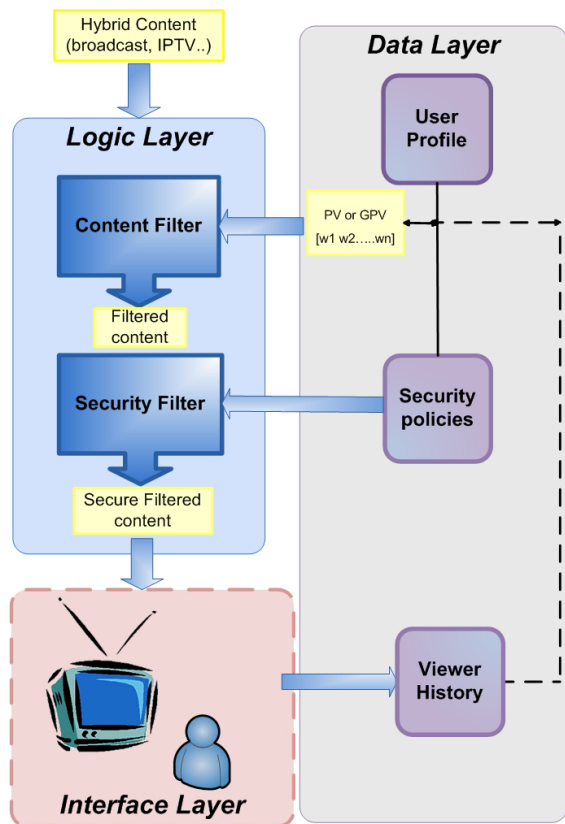 Hybrid Content
(broadcast, IPTV..)
Data Layer
Logic Layer
User
Profile
Content Filter
PV or GPV
[w1 w2.....wn]
Filtered
content
Security Filter
Security
policies
Secure Filtered
content
Viewer
History
Interface Layer